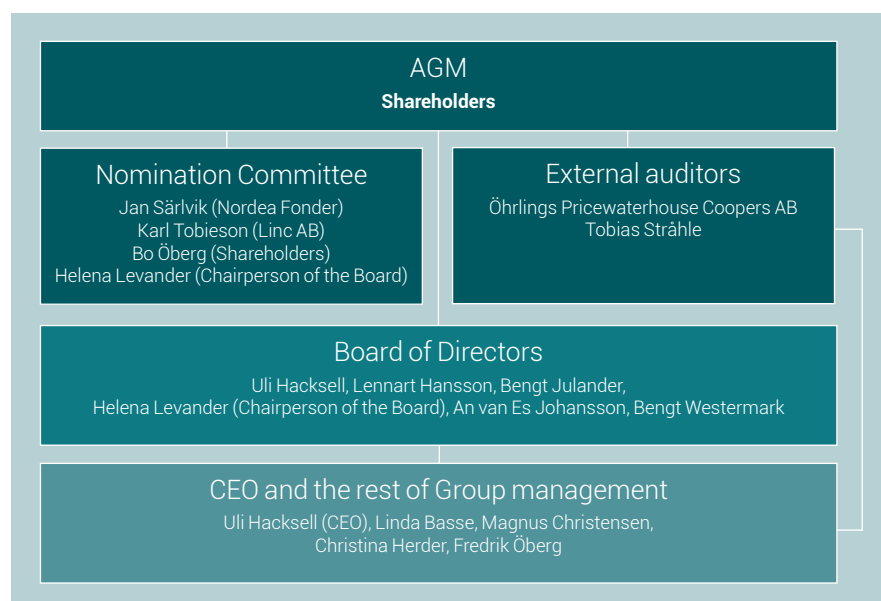 AGM
Shareholders
Nomination Committee
Jan Särlvik (Nordea Fonder)
Karl Tobieson (Linc AB)
Bo Öberg (Shareholders)
Helena Levander (Chairperson of the Board)
External auditors
Öhrlings Pricewaterhouse Coopers AB
Tobias Stråhle
Board of Directors
Uli Hacksell, Lennart Hansson, Bengt Julander,
Helena Levander (Chairperson of the Board), An van Es Johansson, Bengt Westermark
CEO and the rest of Group management
Uli Hacksell (CEO), Linda Basse, Magnus Christensen,
Christina Herder, Fredrik Öberg